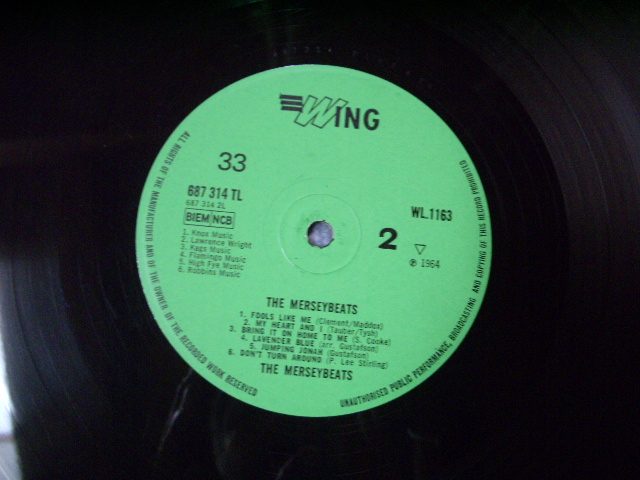 WING
33
687 314 TL
687 314 2L
BIEM NCB
1. Knox Music
2. Lawrence Wright
3. Kags Music
4. Flamingo Music
5. High Fye Music
6. Robbins Music
WL.1163
2
℗ 1964
THE MERSEYBEATS
1. FOOLS LIKE ME (Clement/Maddox)
2. MY HEART AND I (Tauber/Tysh)
3. BRING IT ON HOME TO ME (S. Cooke)
4. LAVENDER BLUE (arr. Gustafson)
5. JUMPING JONAH (Gustafson)
6. DON'T TURN AROUND (P. Lee Stirling)
THE MERSEYBEATS
ALL RIGHTS OF THE MANUFACTURER AND OF THE OWNER OF THE RECORDED WORK RESERVED
UNAUTHORISED PUBLIC PERFORMANCE, BROADCASTING AND COPYING OF THIS RECORD PROHIBITED